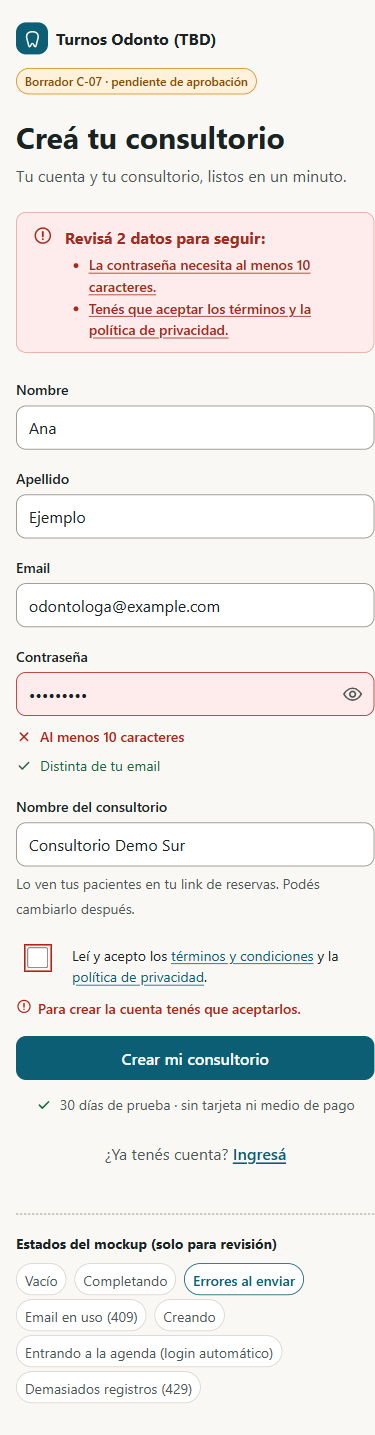 Turnos Odonto (TBD)
Borrador C-07 · pendiente de aprobación
Creá tu consultorio
Tu cuenta y tu consultorio, listos en un minuto.
Revisá 2 datos para seguir:
• La contraseña necesita al menos 10
caracteres.
• Tenés que aceptar los términos y la
política de privacidad.
Nombre
Ana
Apellido
Ejemplo
Email
odontologa@example.com
Contraseña
•••••••••
Al menos 10 caracteres
Distinta de tu email
Nombre del consultorio
Consultorio Demo Sur
Lo ven tus pacientes en tu link de reservas. Podés
cambiarlo después.
Leí y acepto los términos y condiciones y la
política de privacidad.
Para crear la cuenta tenés que aceptarlos.
Crear mi consultorio
30 días de prueba · sin tarjeta ni medio de pago
¿Ya tenés cuenta? Ingresá
Estados del mockup (solo para revisión)
Vacío Completando Errores al enviar
Email en uso (409) Creando
Entrando a la agenda (login automático)
Demasiados registros (429)